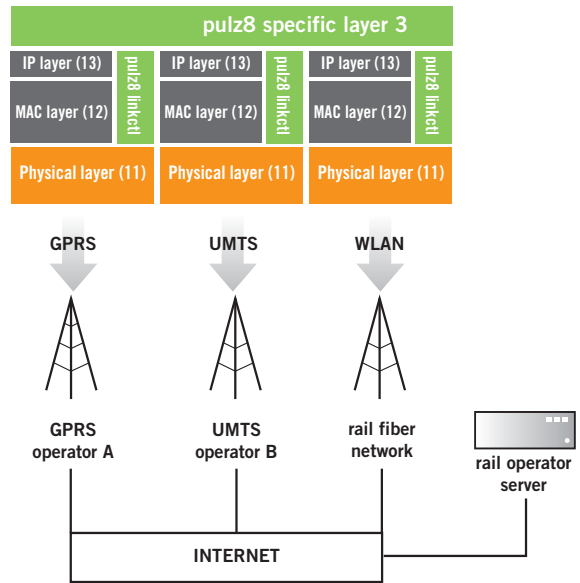 pulz8 specific layer 3
IP layer (13)
MAC layer (12)
pulz8 linkctl
Physical layer (11)
IP layer (13)
MAC layer (12)
pulz8 linkctl
Physical layer (11)
IP layer (13)
MAC layer (12)
pulz8 linkctl
Physical layer (11)
GPRS
UMTS
WLAN
GPRS
operator A
UMTS
operator B
rail fiber
network
rail operator
server
INTERNET